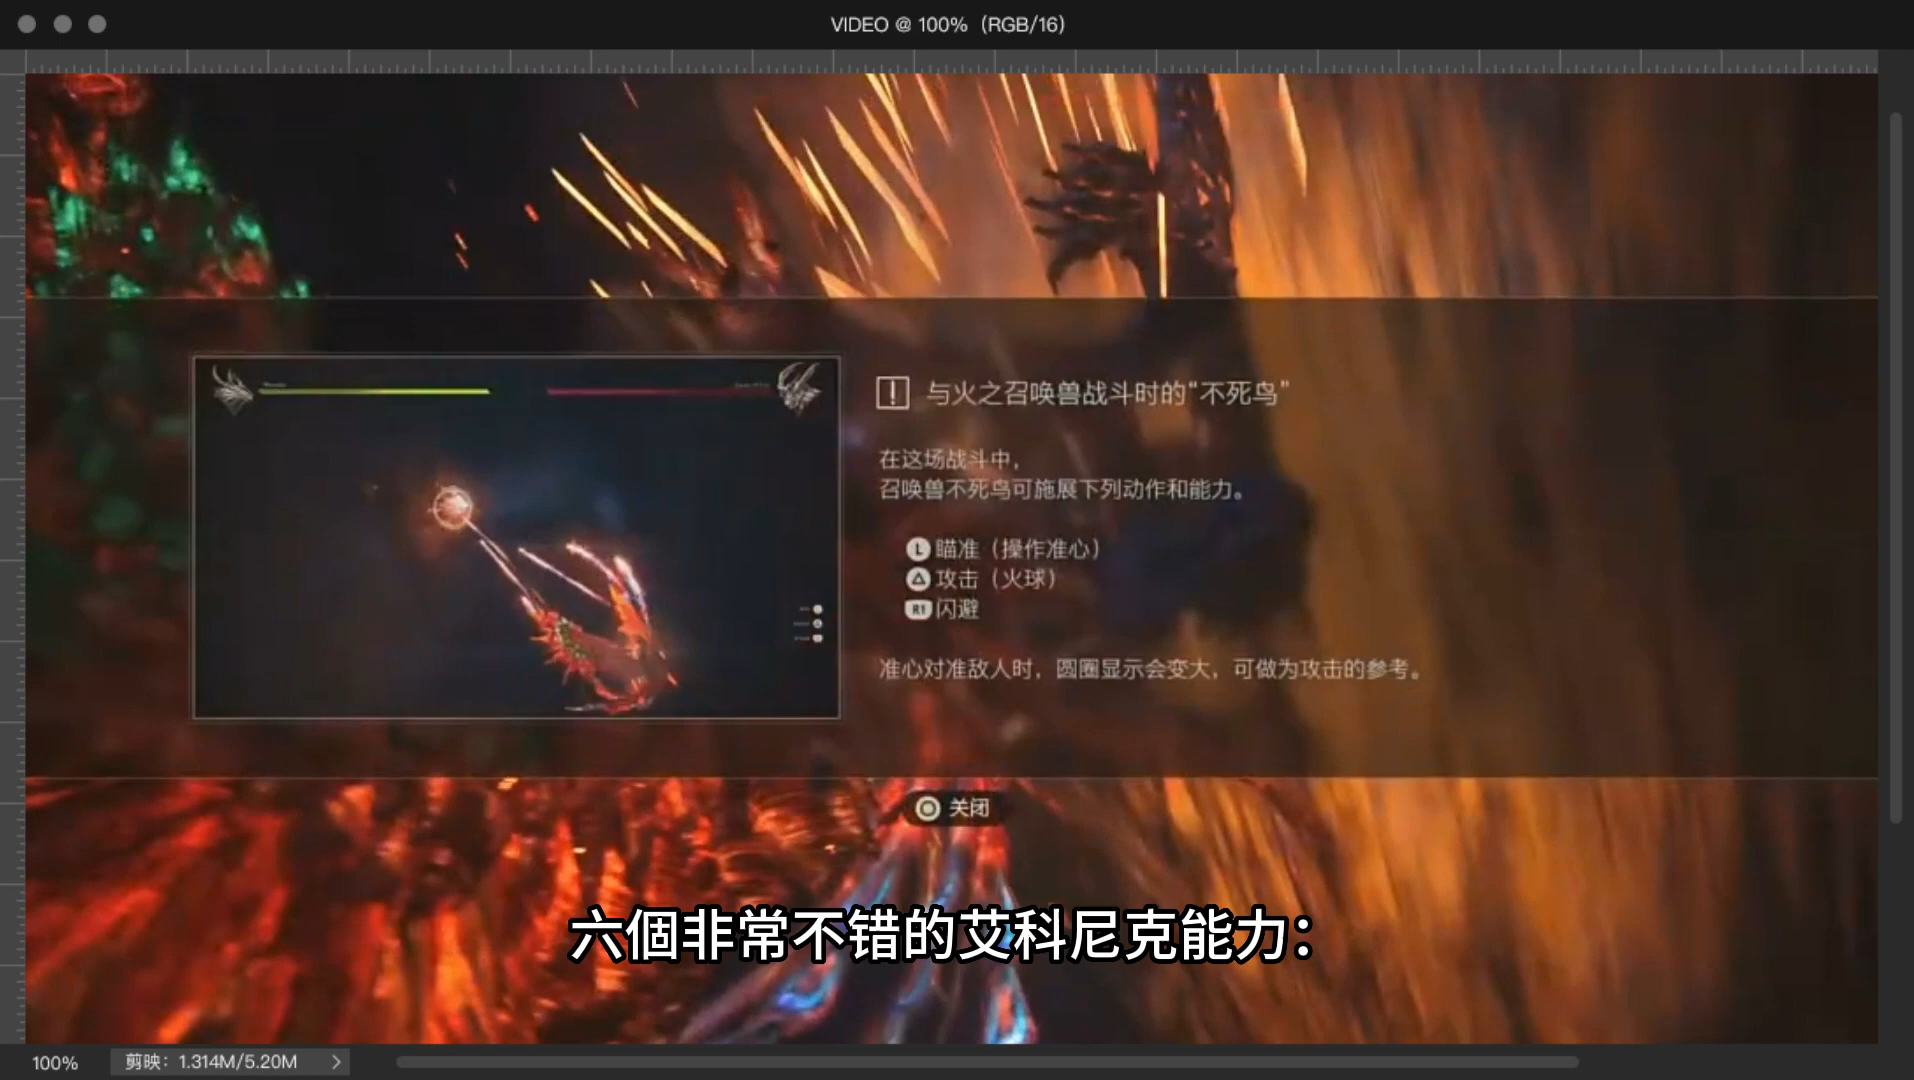 VIDEO @ 100%（RGB/16)
! 与火之召唤兽战斗时的“不死鸟”
在这场战斗中，
召唤兽不死鸟可施展下列动作和能力。
L 瞄准（操作准心）
攻击（火球）
R1 闪避
准心对准敌人时，圆圈显示会变大，可做为攻击的参考。
关闭
六個非常不错的艾科尼克能力：
100%
剪映：1.314M/5.20M